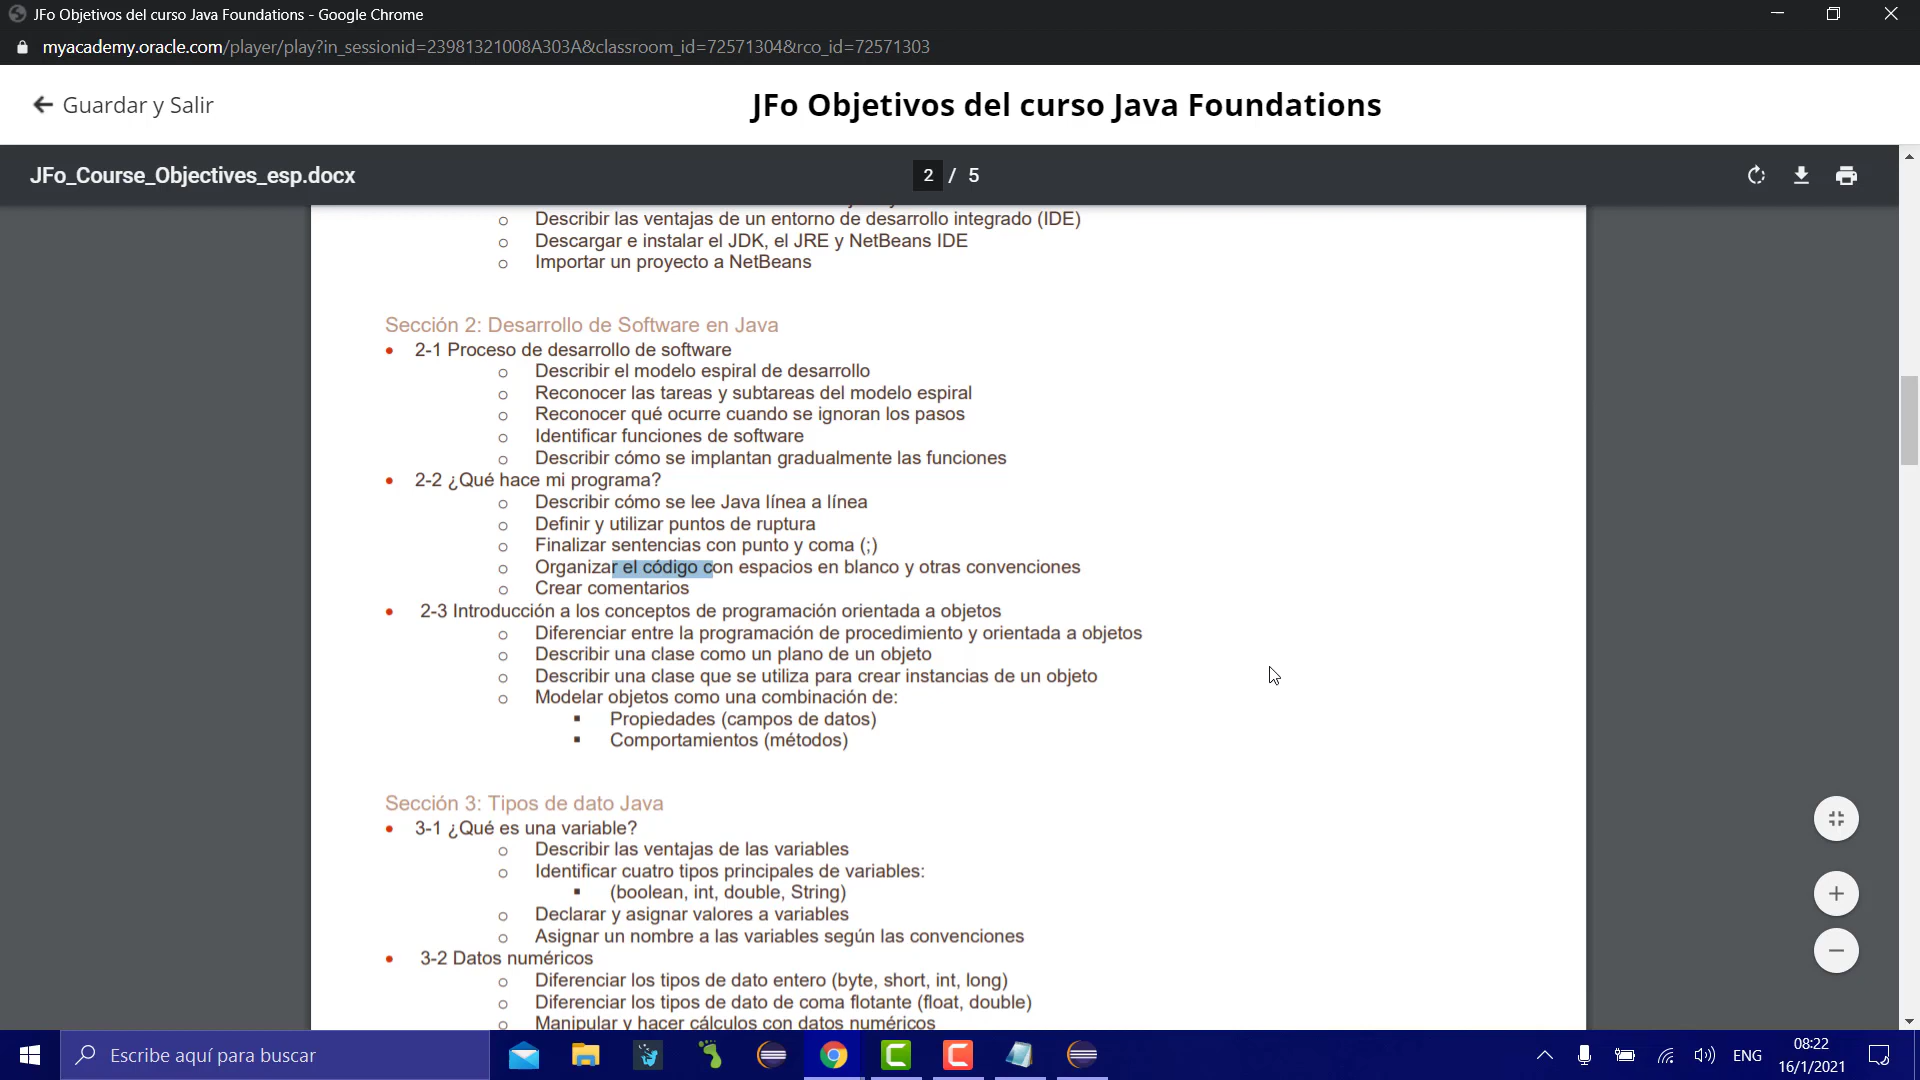 JFo Objetivos del curso Java Foundations - Google Chrome
myacademy.oracle.com/player/play?in_sessionid=23981321008A303A&classroom_id=72571304&rco_id=72571303
Guardar y Salir
JFo Objetivos del curso Java Foundations
JFo_Course_Objectives_esp.docx
2 / 5
Describir las ventajas de un entorno de desarrollo integrado (IDE)
Descargar e instalar el JDK, el JRE y NetBeans IDE
Importar un proyecto a NetBeans
Sección 2: Desarrollo de Software en Java
2-1 Proceso de desarrollo de software
Describir el modelo espiral de desarrollo
Reconocer las tareas y subtareas del modelo espiral
Reconocer qué ocurre cuando se ignoran los pasos
Identificar funciones de software
Describir cómo se implantan gradualmente las funciones
2-2 ¿Qué hace mi programa?
Describir cómo se lee Java línea a línea
Definir y utilizar puntos de ruptura
Finalizar sentencias con punto y coma (;)
Organizar el código con espacios en blanco y otras convenciones
Crear comentarios
2-3 Introducción a los conceptos de programación orientada a objetos
Diferenciar entre la programación de procedimiento y orientada a objetos
Describir una clase como un plano de un objeto
Describir una clase que se utiliza para crear instancias de un objeto
Modelar objetos como una combinación de:
Propiedades (campos de datos)
Comportamientos (métodos)
Sección 3: Tipos de dato Java
3-1 ¿Qué es una variable?
Describir las ventajas de las variables
Identificar cuatro tipos principales de variables:
(boolean, int, double, String)
Declarar y asignar valores a variables
Asignar un nombre a las variables según las convenciones
3-2 Datos numéricos
Diferenciar los tipos de dato entero (byte, short, int, long)
Diferenciar los tipos de dato de coma flotante (float, double)
Manipular y hacer cálculos con datos numéricos
Escribe aquí para buscar
ENG
08:22
16/1/2021